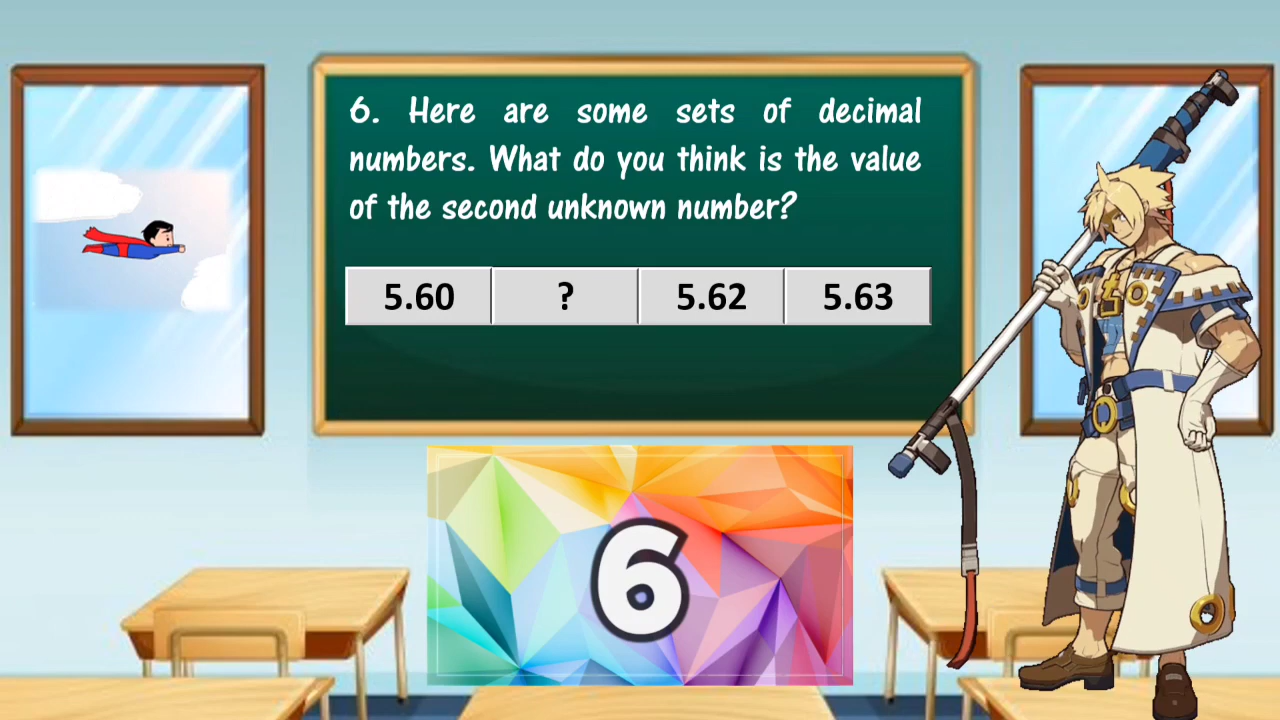 6. Here are some sets of decimal
numbers. What do you think is the value
of the second unknown number?
5.60 ? 5.62 5.63
6